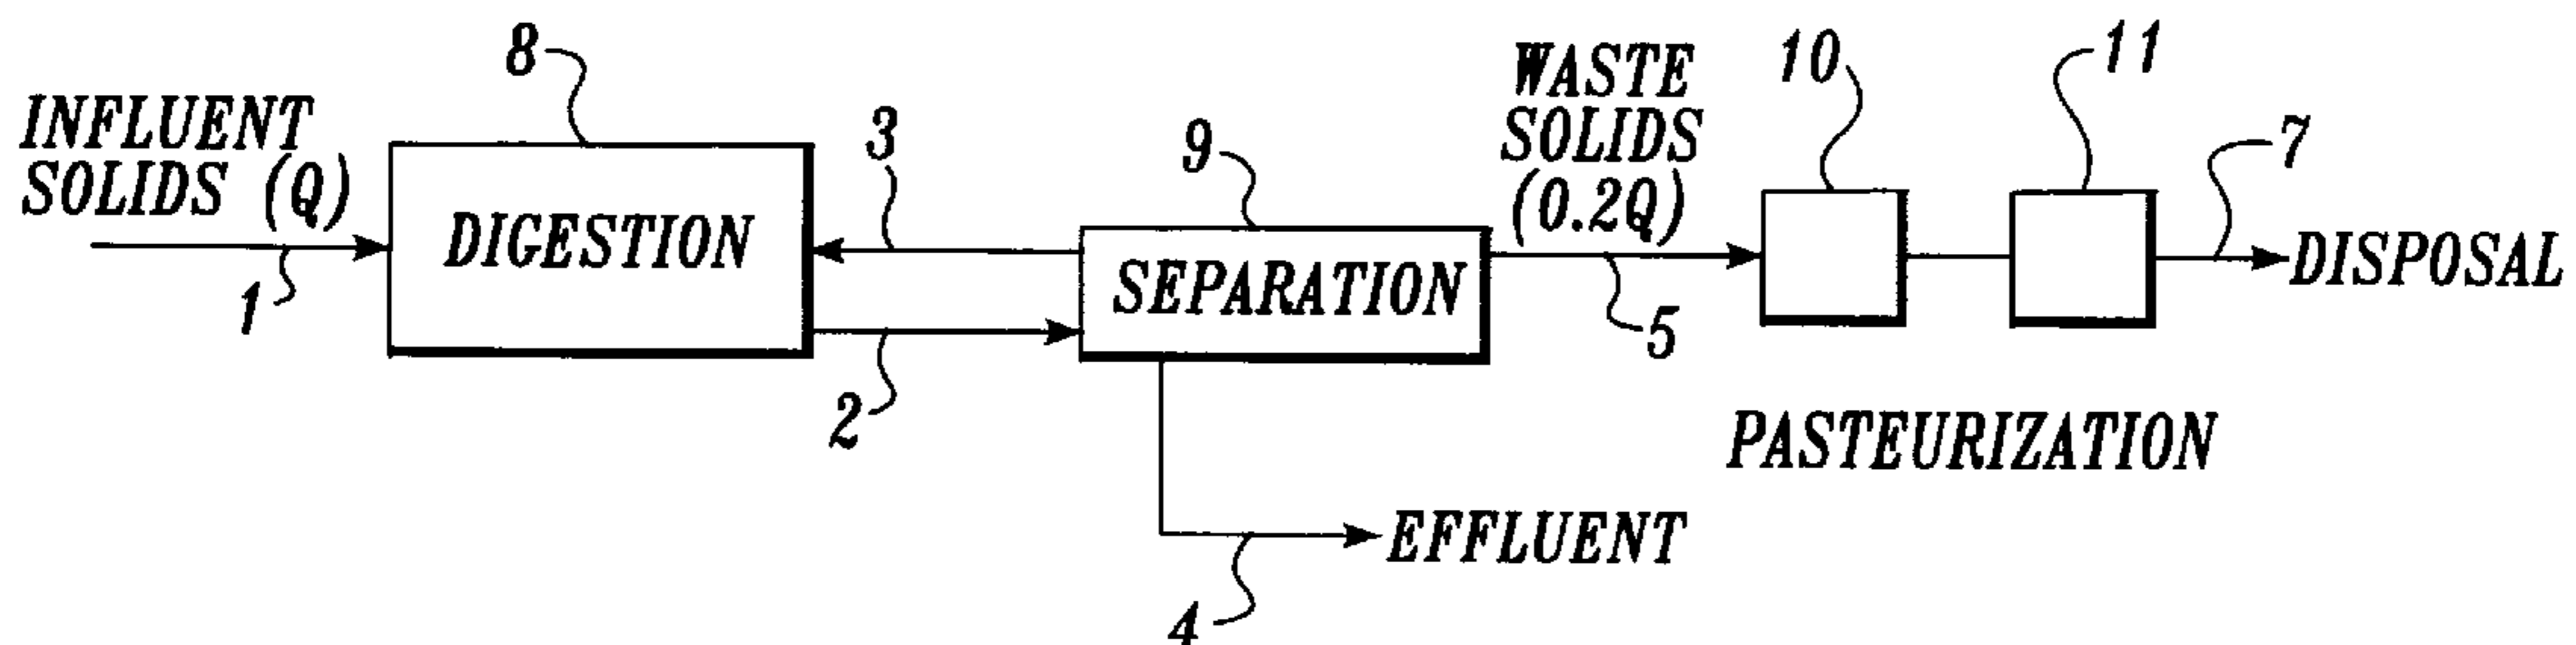 INFLUENT
SOLIDS (Q)
1
8
DIGESTION
3
2
9
SEPARATION
4
EFFLUENT
WASTE
SOLIDS
(0.2Q)
5
10
11
PASTEURIZATION
7
DISPOSAL